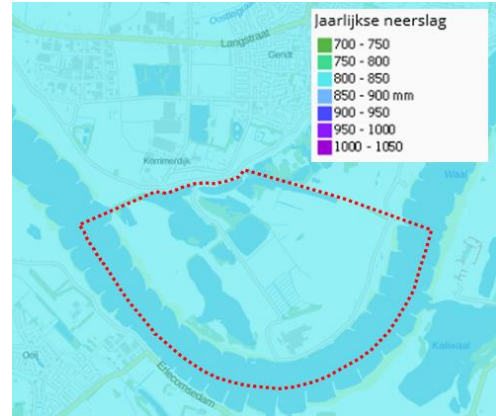 Oostlagraaf
Langstraat
Gendt
Jaarlijkse neerslag
700 - 750
750 - 800
800 - 850
850 - 900 mm
900 - 950
950 - 1000
1000 - 1050
Kommerdijk
Waal
Ooij
Erlecomsedam
Kaliwaal